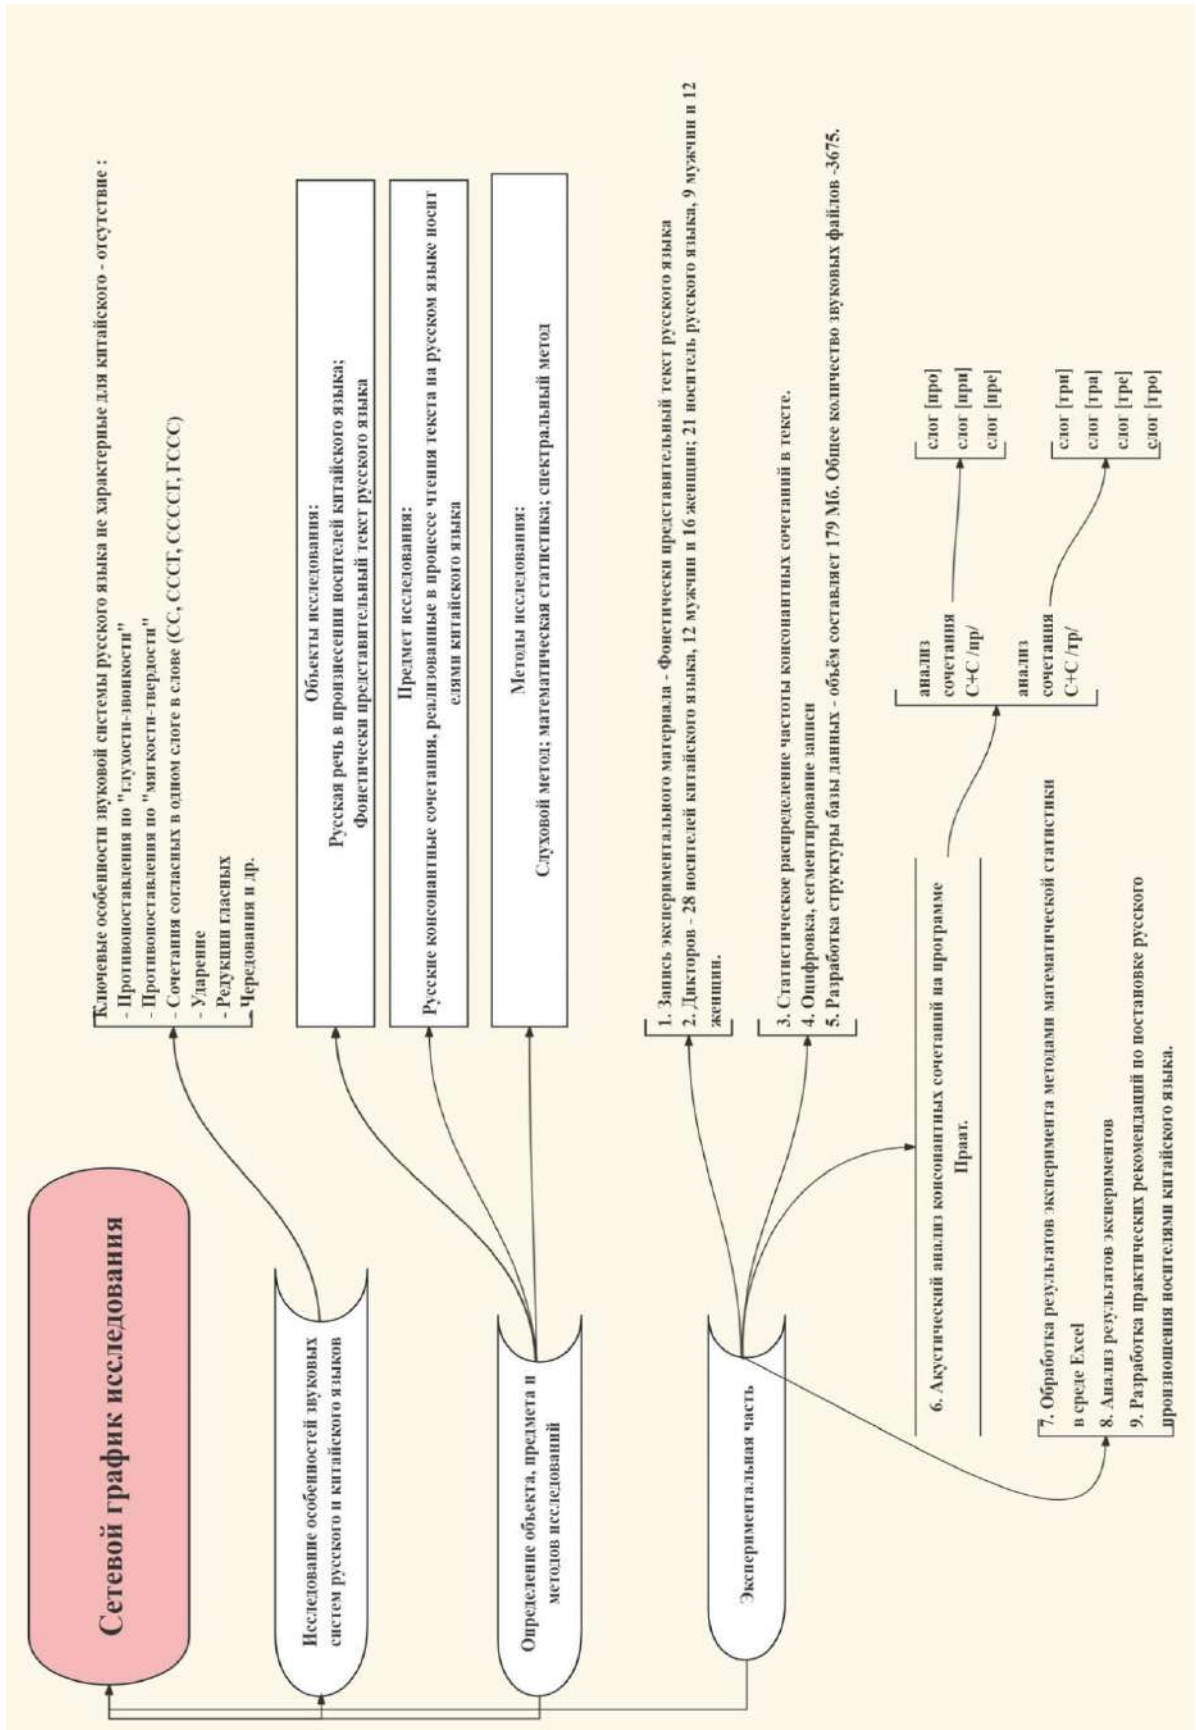 Сетевой график исследования
Исследование особенностей звуковых
систем русского и китайского языков
Ключевые особенности звуковой системы русского языка не характерные для китайского - отсутствие :
- Противопоставления по "глухости-звонкости"
- Противопоставления по "мягкости-твердости"
- Сочетания согласных в одном слоге в слове (СС, СССГ, ССССГ, ГССС)
- Ударение
- Редукции гласных
- Чередования и др.
Определение объекта, предмета и
методов исследований
Объекты исследования:
Русская речь в произнесении носителей китайского языка;
Фонетически представительный текст русского языка
Предмет исследования:
Русские консонантные сочетания, реализованные в процессе чтения текста на русском языке носит
елями китайского языка
Методы исследования:
Слуховой метод; математическая статистика; спектральный метод
Экспериментальная часть
1. Запись экспериментального материала - Фонетически представительный текст русского языка
2. Дикторов - 28 носителей китайского языка, 12 мужчин и 16 женщин; 21 носитель русского языка, 9 мужчин и 12
женщин.
3. Статистическое распределение частоты консонантных сочетаний в тексте.
4. Оцифровка, сегментирование записи
5. Разработка структуры базы данных - объём составляет 179 Мб. Общее количество звуковых файлов -3675.
6. Акустический анализ консонантных сочетаний на программе
Праат.
анализ
сочетания
С+С /пр/
слог [про]
слог [при]
слог [пре]
анализ
сочетания
С+С /тр/
слог [три]
слог [тра]
слог [тре]
слог [тро]
7. Обработка результатов эксперимента методами математической статистики
в среде Excel
8. Анализ результатов экспериментов
9. Разработка практических рекомендаций по постановке русского
произношения носителями китайского языка.